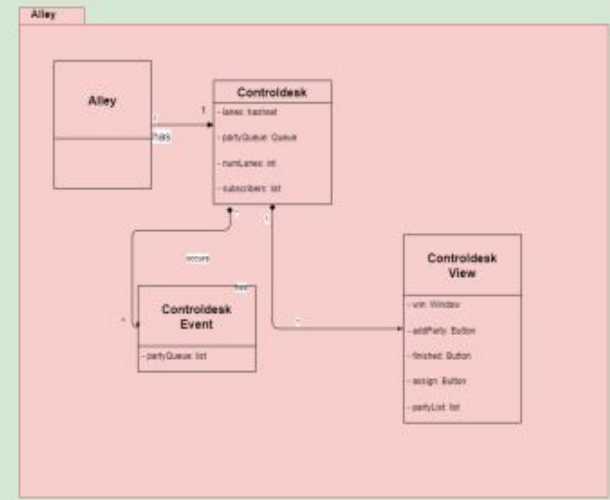 Alley
Alley
1
has
Controldesk
- lanes: hashset
- partyQueue: Queue
- numLanes: int
- subscribers: list
occurs
has
Controldesk
Event
- partyQueue: list
Controldesk
View
- win: Window
- addParty: Button
- finished: Button
- assign: Button
- partyList: list